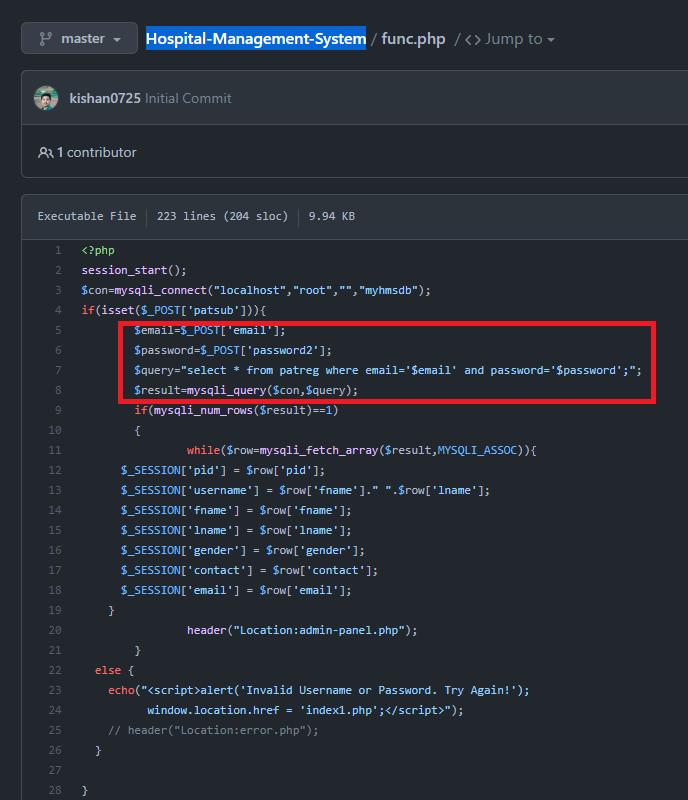 master Hospital-Management-System / func.php / <> Jump to
kishan0725 Initial Commit
1 contributor
Executable File 223 lines (204 sloc) 9.94 KB
1 <?php
2 session_start();
3 $con=mysqli_connect("localhost","root","","myhmsdb");
4 if(isset($_POST['patsub'])){
5 $email=$_POST['email'];
6 $password=$_POST['password2'];
7 $query="select * from patreg where email='$email' and password='$password';";
8 $result=mysqli_query($con,$query);
9 if(mysqli_num_rows($result)==1)
10 {
11 while($row=mysqli_fetch_array($result,MYSQLI_ASSOC)){
12 $_SESSION['pid'] = $row['pid'];
13 $_SESSION['username'] = $row['fname']." ".$row['lname'];
14 $_SESSION['fname'] = $row['fname'];
15 $_SESSION['lname'] = $row['lname'];
16 $_SESSION['gender'] = $row['gender'];
17 $_SESSION['contact'] = $row['contact'];
18 $_SESSION['email'] = $row['email'];
19 }
20 header("Location:admin-panel.php");
21 }
22 else {
23 echo("<script>alert('Invalid Username or Password. Try Again!');
24 window.location.href = 'index1.php';</script>");
25 // header("Location:error.php");
26 }
27
28 }